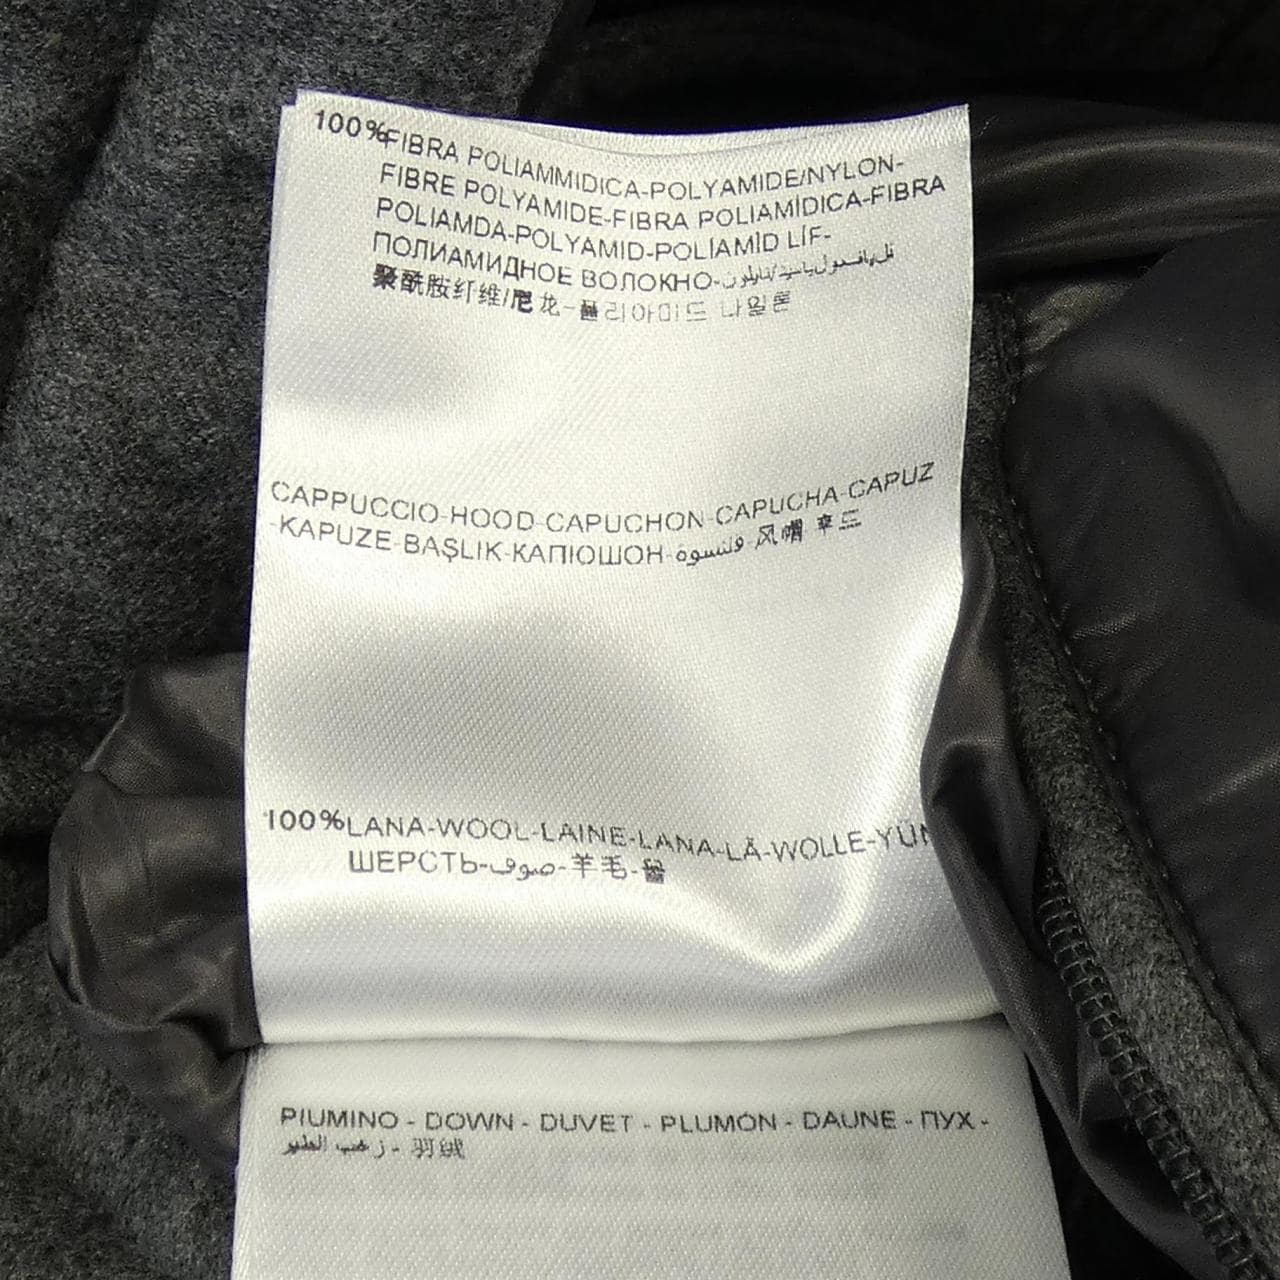 100%FIBRA POLIAMMIDICA-POLYAMIDE/NYLON-
FIBRE POLYAMIDE-FIBRA POLIAMÍDICA-FIBRA
POLIAMDA-POLYAMID-POLİAMİD LİF-
ПОЛИАМИДНОЕ ВОЛОКНО-
聚酰胺纤维/尼龙-폴리아미드 나일론
CAPPUCCIO-HOOD-CAPUCHON-CAPUCHA-CAPUZ
-KAPUZE-BAŞLIK-КАПЮШОН-قلنسوة-风帽 후드
100%LANA-WOOL-LAINE-LANA-LÃ-WOLLE-YÜN
ШЕРСТЬ-صوف-羊毛-울
PIUMINO - DOWN - DUVET - PLUMÓN - DAUNE - ПУХ -
زغب الطيور - 羽绒